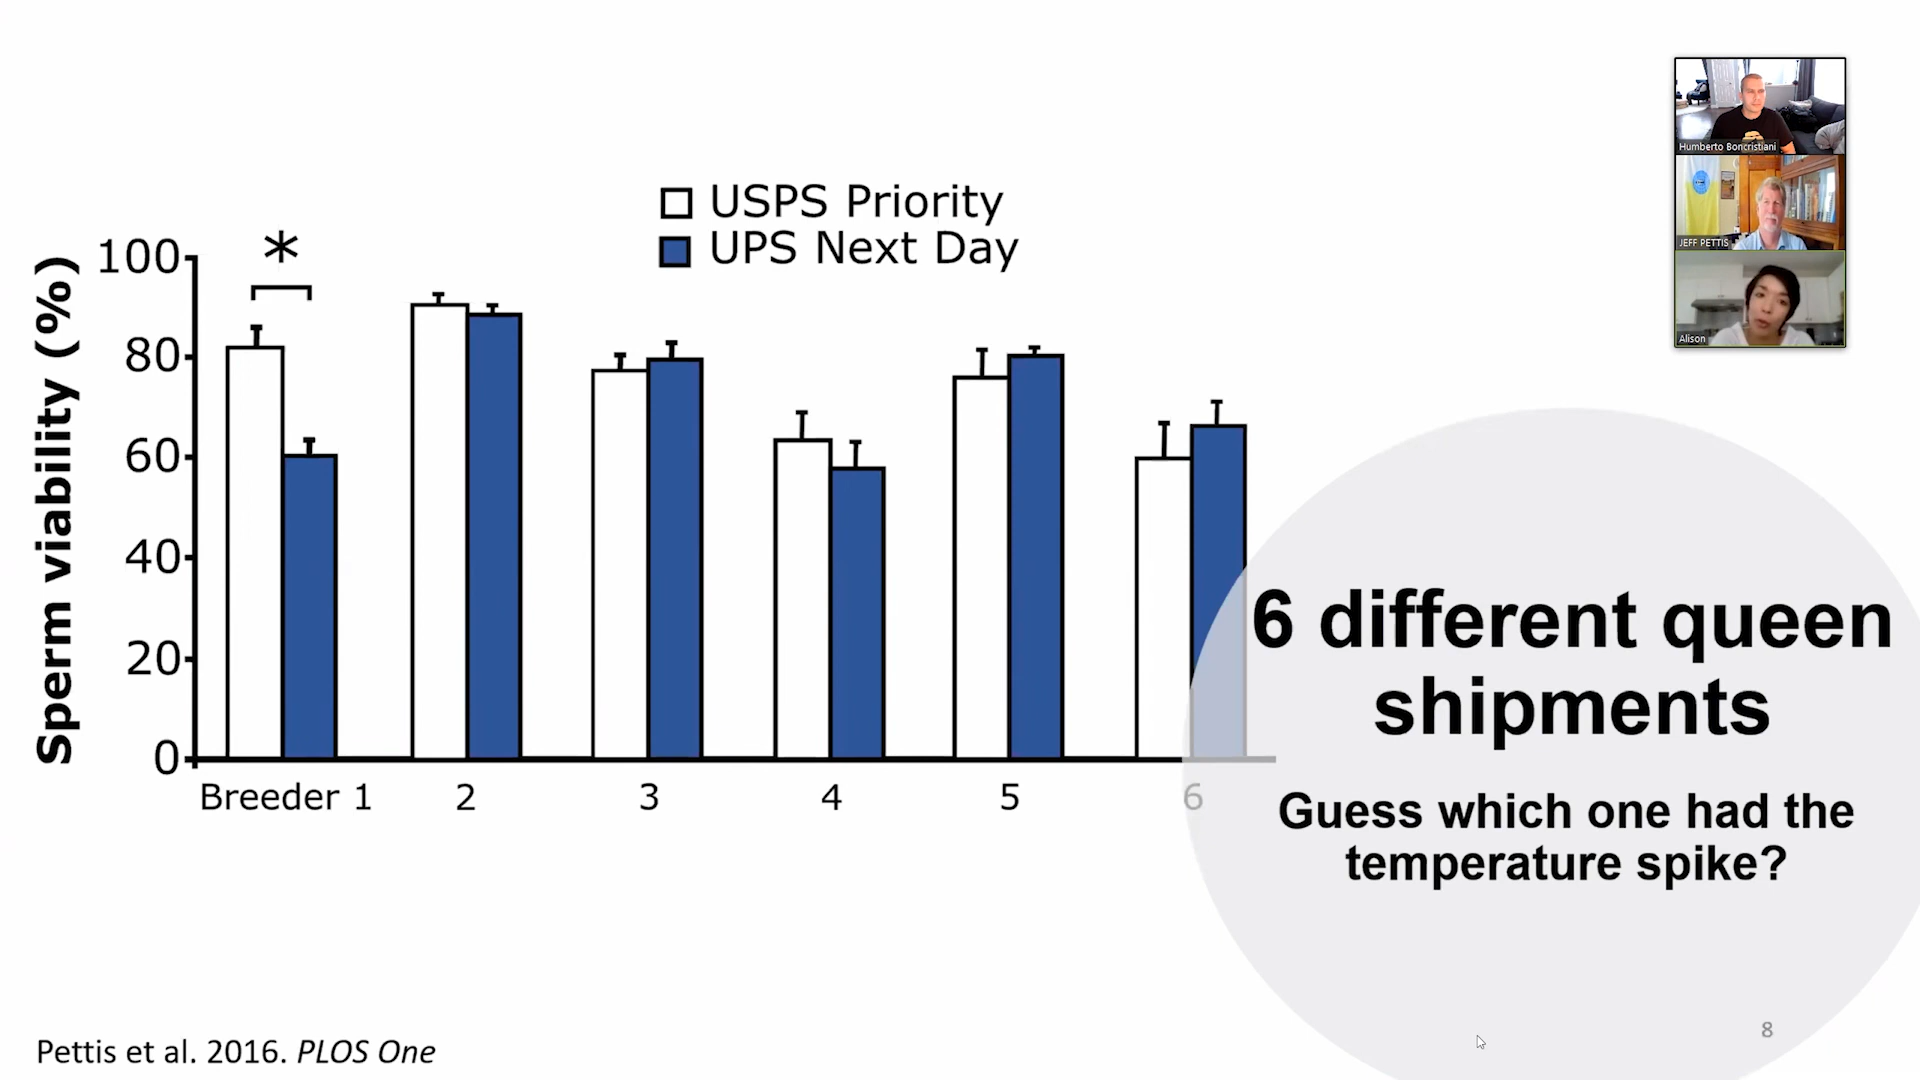 Humberto Boncristiani
JEFF PETTIS
Alison
USPS Priority
UPS Next Day
Sperm viability (%)
100
80
60
40
20
0
*
Breeder 1 2 3 4 5 6
6 different queen
shipments
Guess which one had the
temperature spike?
8
Pettis et al. 2016. PLOS One